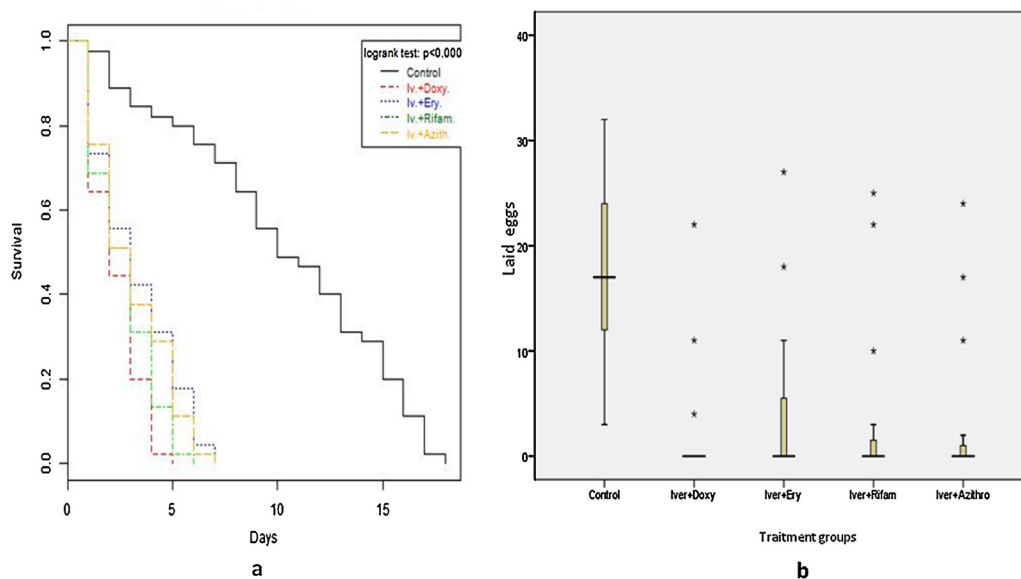 logrank test: p<0.000
Control
Iv.+Doxy.
Iv.+Ery.
Iv.+Rifam.
Iv.+Azith.
Survival
1.0
0.8
0.6
0.4
0.2
0.0
0 5 10 15
Days
a
Laid eggs
40
30
20
10
0
Control Iver+Doxy Iver+Ery Iver+Rifam Iver+Azithro
Traitment groups
b